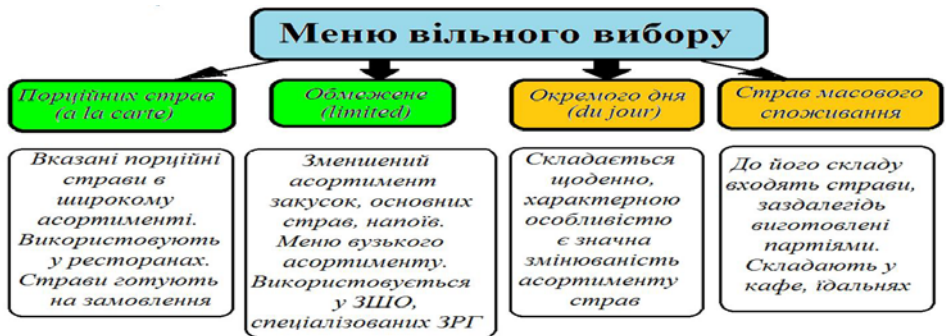 Меню вільного вибору
Порційних страв
(a la carte)
Обмежене
(limited)
Окремого дня
(du jour)
Страв масового
споживання
Вказані порційні
страви в
широкому
асортименті.
Використовують
у ресторанах.
Страви готують
на замовлення
Зменшений
асортимент
закусок, основних
страв, напоїв.
Меню вузького
асортименту.
Використовується
у ЗШО,
спеціалізованих ЗРГ
Складається
щоденно,
характерною
особливістю
є значна
змінюваність
асортименту
страв
До його складу
входять страви,
заздалегідь
виготовлені
партіями.
Складають у
кафе, їдальнях